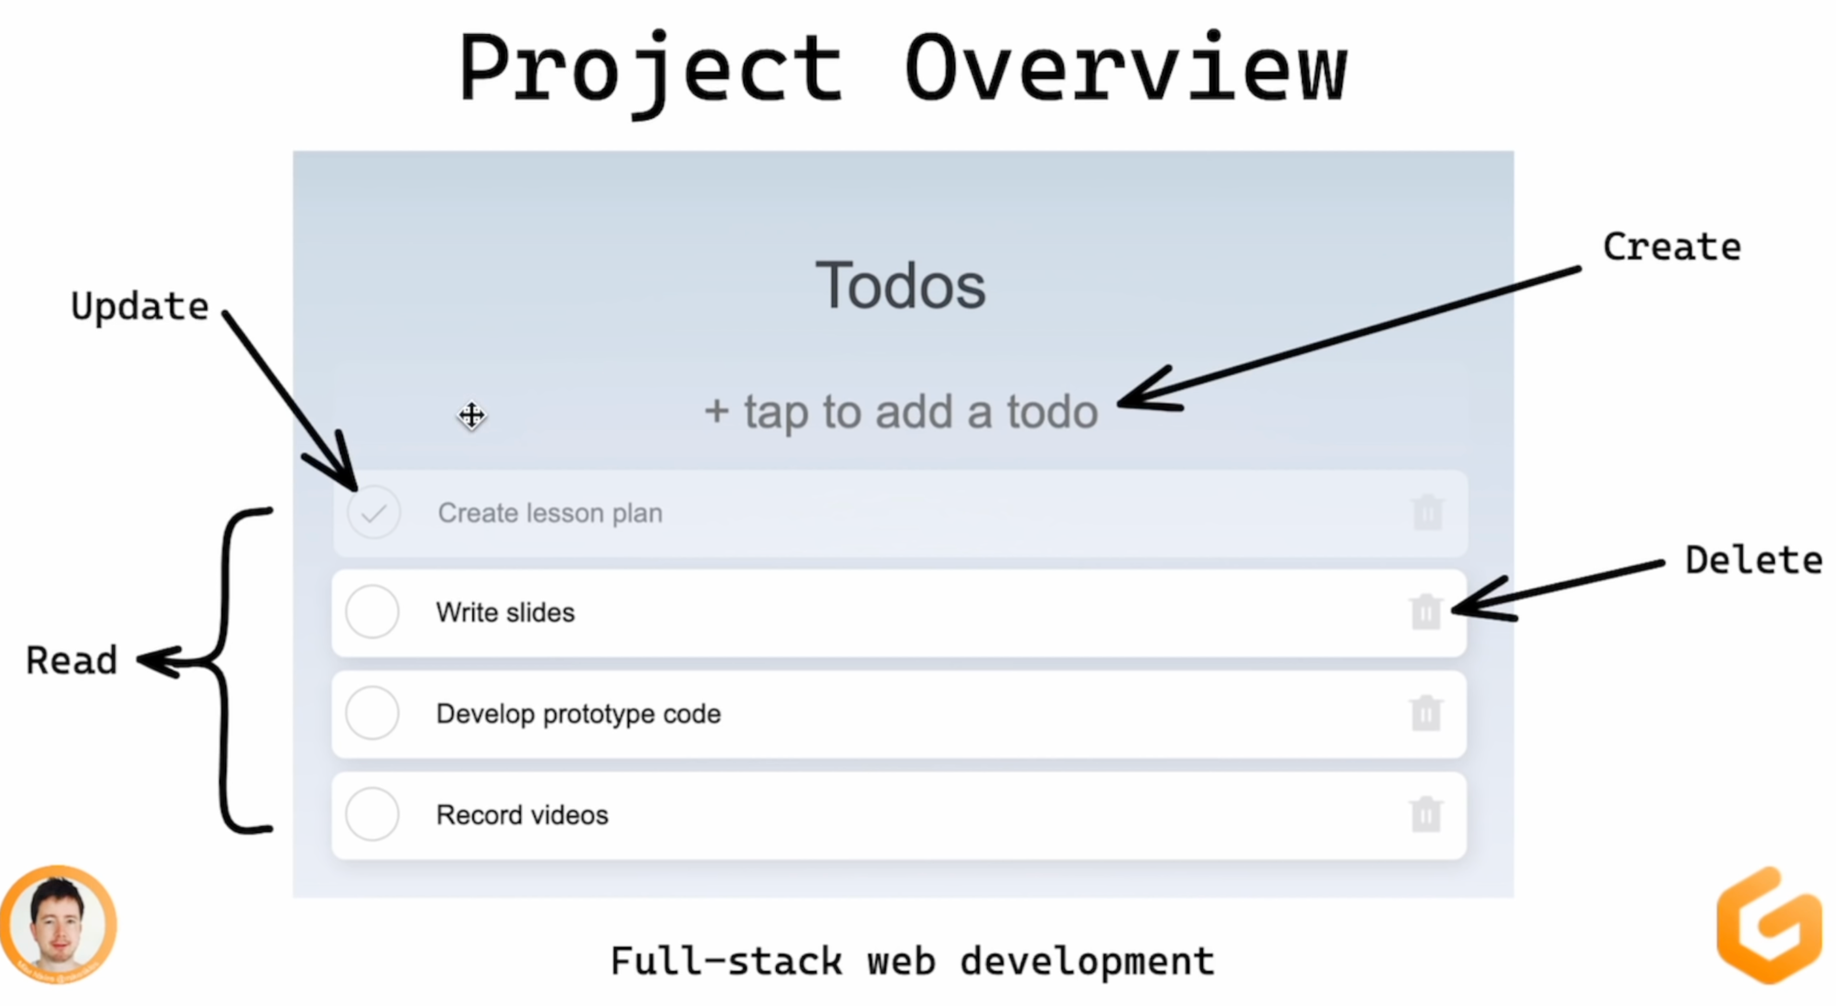 Project Overview
Todos
Create
Update
+ tap to add a todo
Create lesson plan
Delete
Write slides
Read
Develop prototype code
Record videos
Full-stack web development